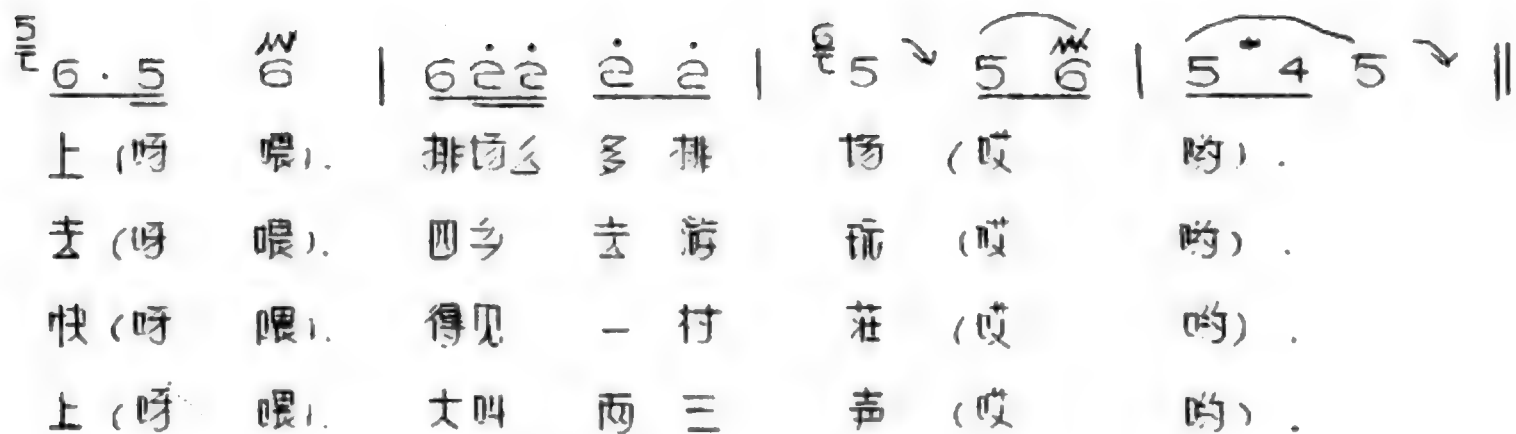 5 6 · 5 6 | 6 2 2 2 2 | 6 5 5 6 | 5 - 4 5 ‖
上（呀 喂）. 排场么 多 排 场 （哎 哟）.
去（呀 喂）. 四乡 去 游 玩 （哎 哟）.
快（呀 喂）. 得见 一 村 庄 （哎 哟）.
上（呀 喂）. 大叫 两 三 声 （哎 哟）.